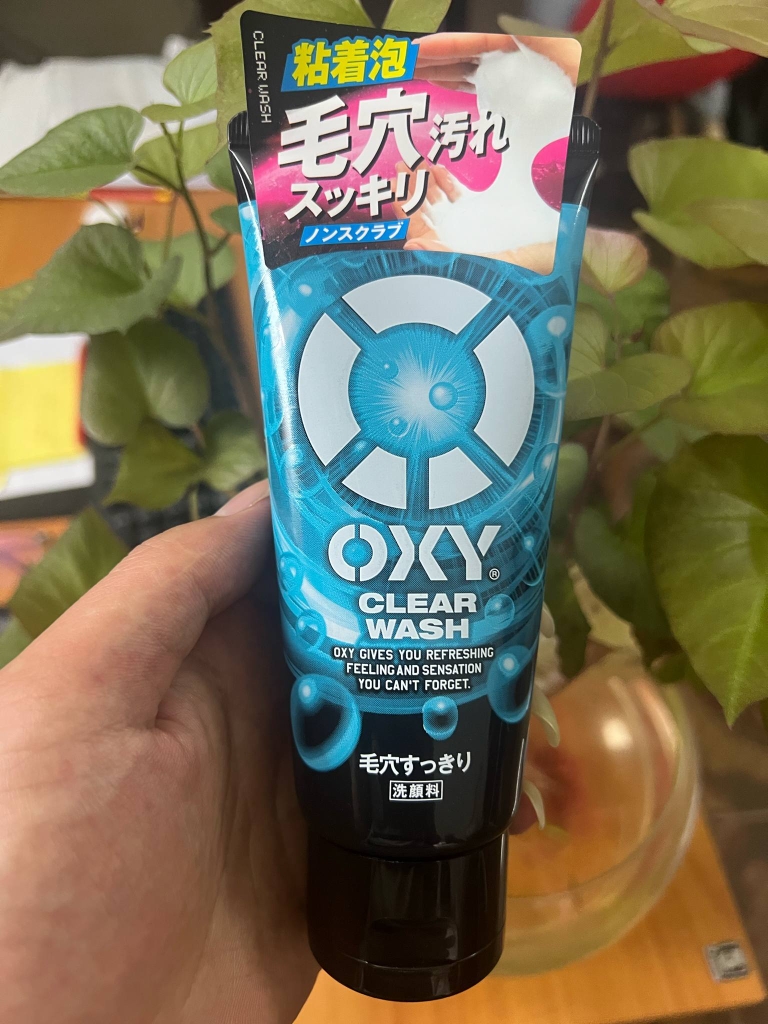 CLEAR WASH
粘着泡
毛穴汚れ
スッキリ
ノンスクラブ
OXY®
CLEAR
WASH
OXY GIVES YOU REFRESHING
FEELING AND SENSATION
YOU CAN'T FORGET.
毛穴すっきり
洗顔料